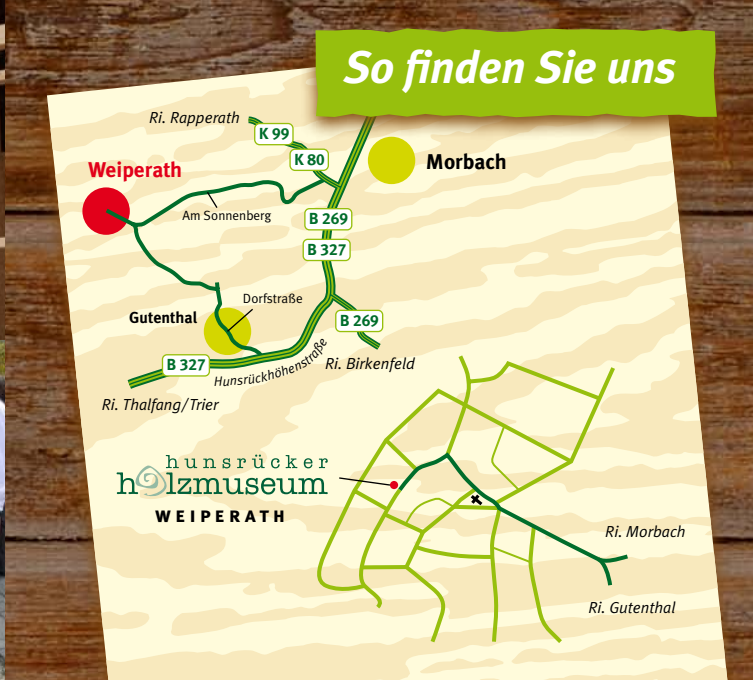 So finden Sie uns
Ri. Rapperath
K 99
K 80
Morbach
Weiperath
Am Sonnenberg
B 269
B 327
Dorfstraße
Gutenthal
B 269
Hunsrückhöhenstraße
B 327
Ri. Birkenfeld
Ri. Thalfang/Trier
hunsrücker
holzmuseum
WEIPERATH
Ri. Morbach
Ri. Gutenthal